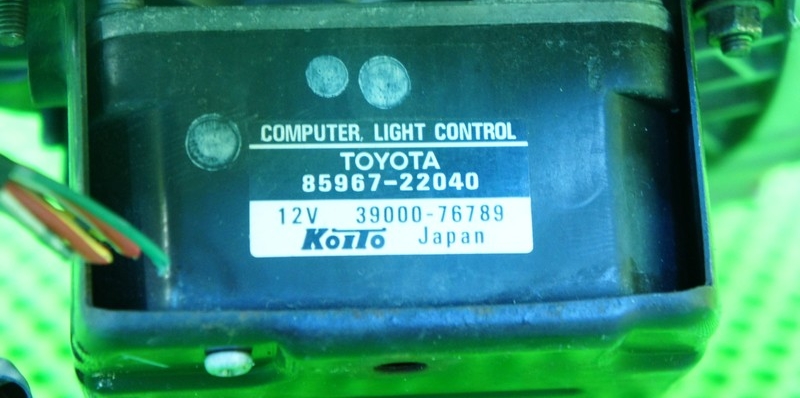 COMPUTER, LIGHT CONTROL
TOYOTA
85967-22040
12V 39000-76789
KOITO Japan